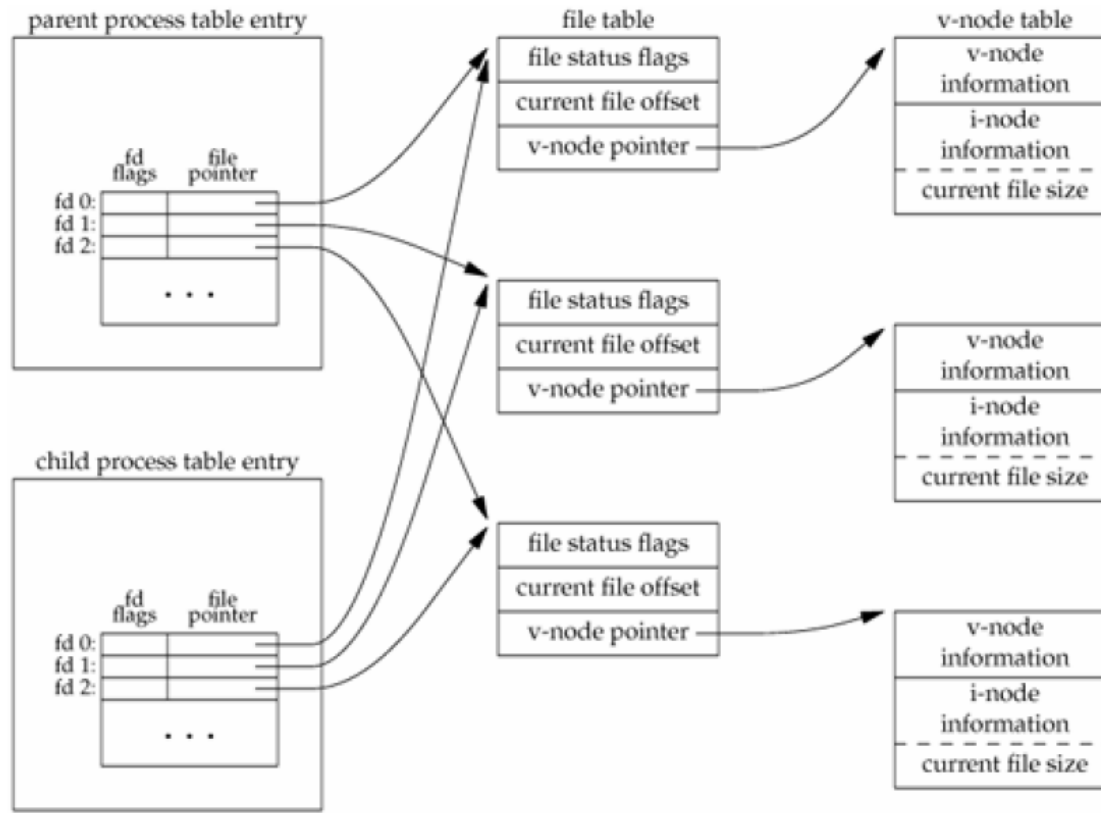 parent process table entry
fd
flags
file
pointer
fd 0:
fd 1:
fd 2:
. . .
child process table entry
fd
flags
file
pointer
fd 0:
fd 1:
fd 2:
. . .
file table
file status flags
current file offset
v-node pointer
file status flags
current file offset
v-node pointer
file status flags
current file offset
v-node pointer
v-node table
v-node
information
i-node
information
current file size
v-node
information
i-node
information
current file size
v-node
information
i-node
information
current file size